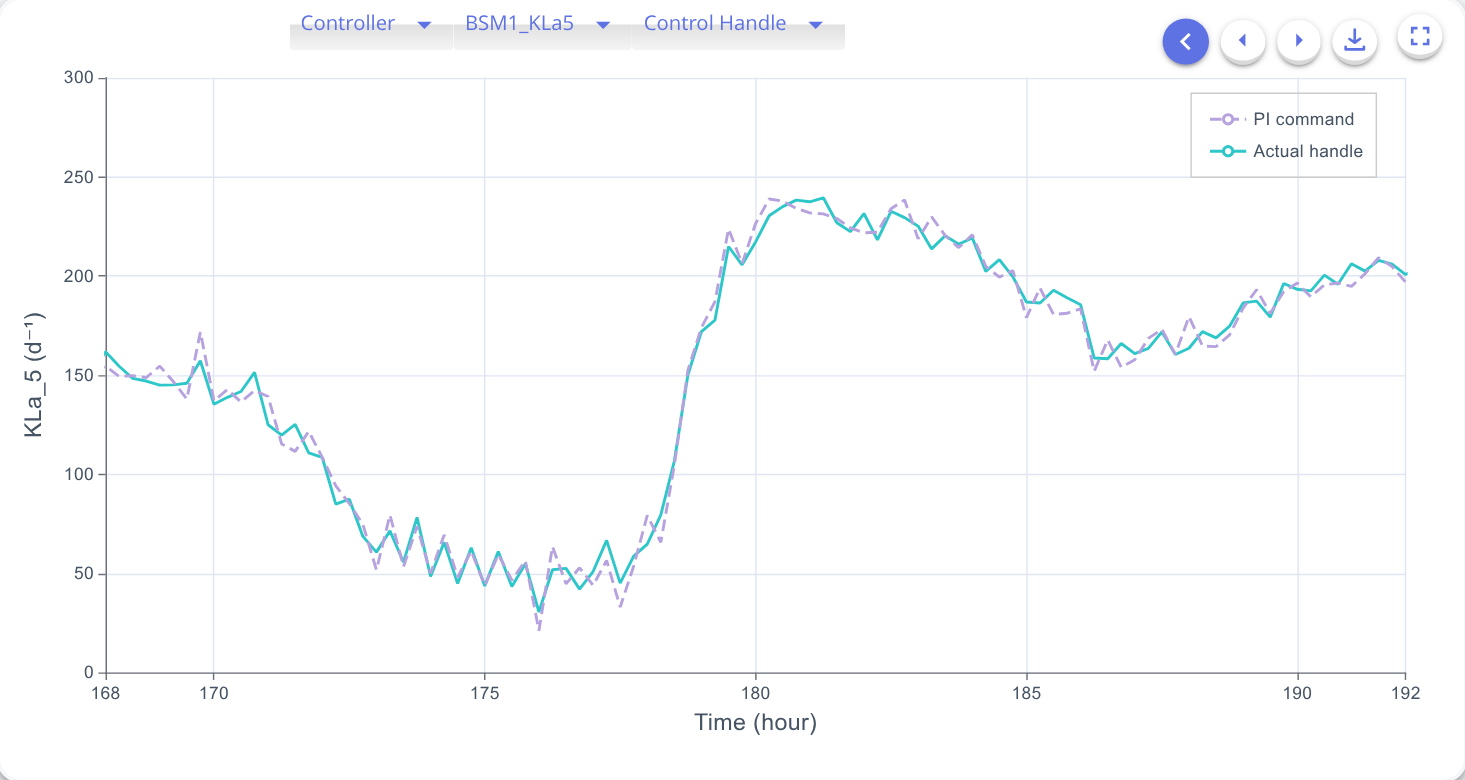 Controller BSM1_KLa5 Control Handle
300
PI command
Actual handle
250
200
150
100
50
0
KLa_5 (d⁻¹)
168 170 175 180 185 190 192
Time (hour)